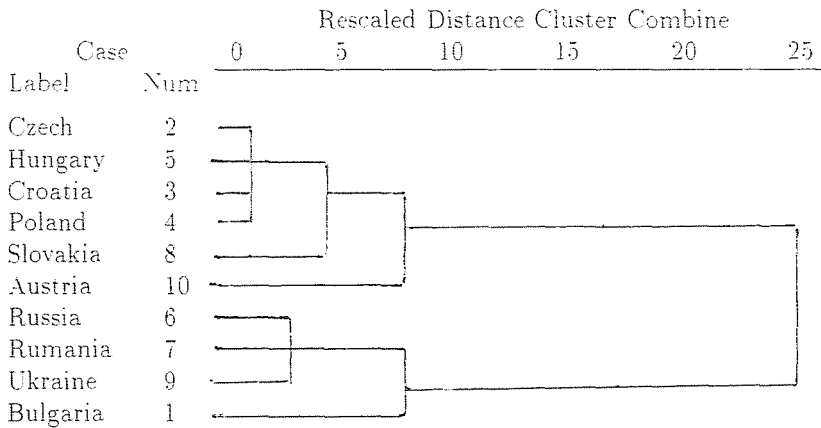 Rescaled Distance Cluster Combine
Case 0 5 10 15 20 25
Label Num
Czech 2
Hungary 5
Croatia 3
Poland 4
Slovakia 8
Austria 10
Russia 6
Rumania 7
Ukraine 9
Bulgaria 1